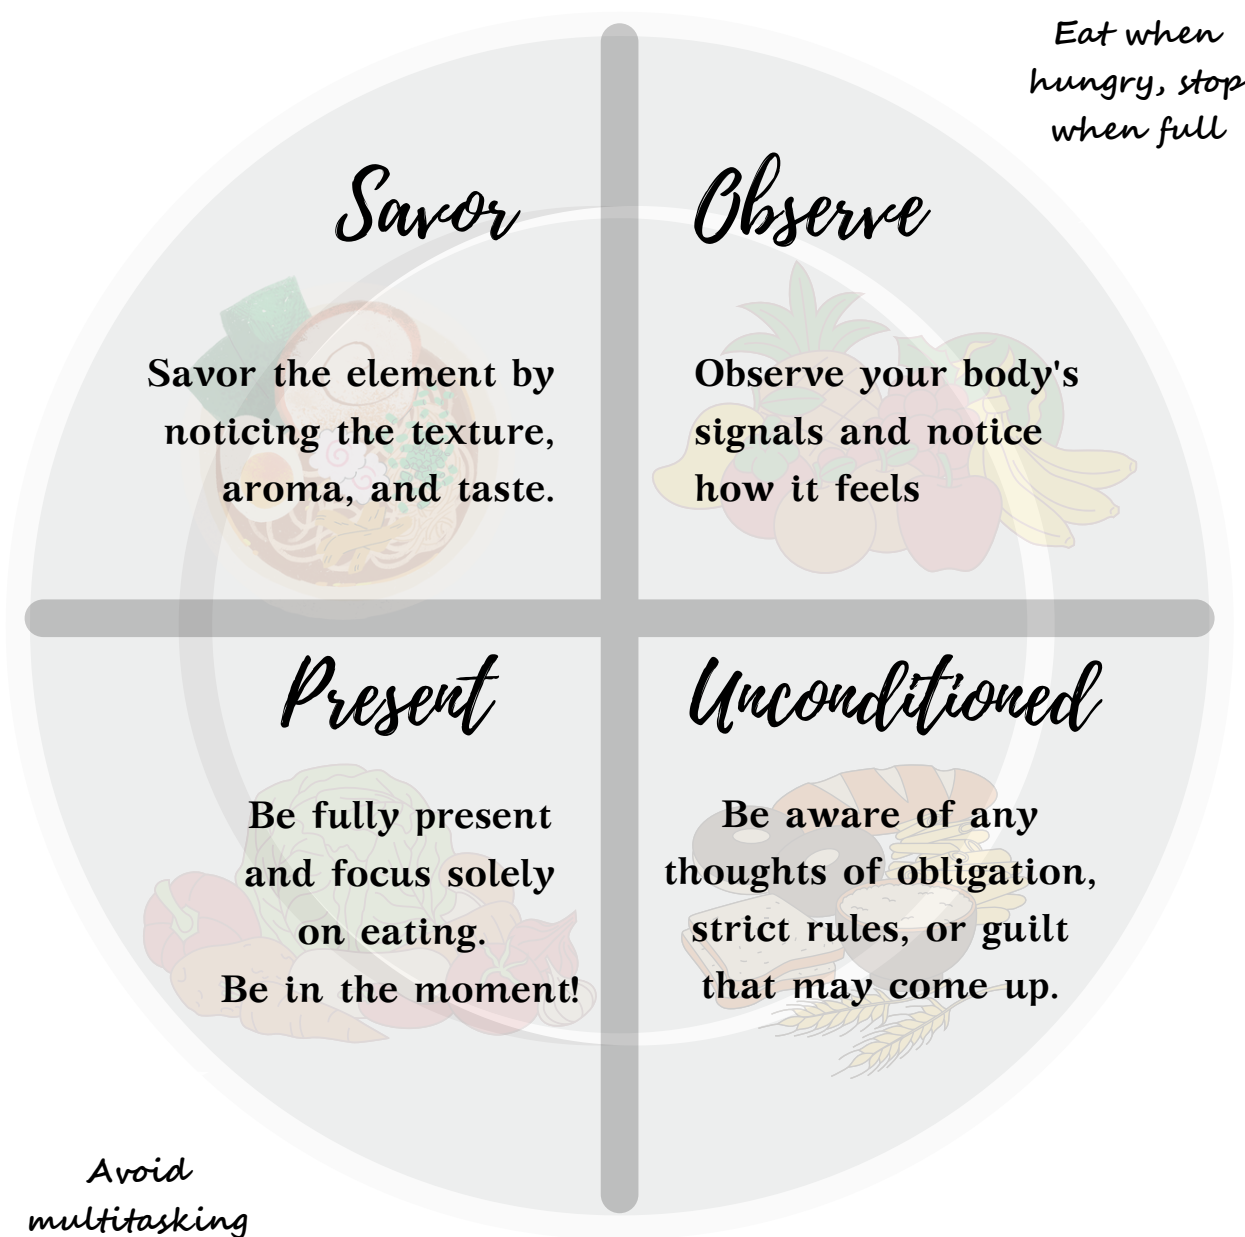 Eat when
hungry, stop
when full
Savor
Savor the element by
noticing the texture,
aroma, and taste.
Observe
Observe your body's
signals and notice
how it feels
Present
Be fully present
and focus solely
on eating.
Be in the moment!
Unconditioned
Be aware of any
thoughts of obligation,
strict rules, or guilt
that may come up.
Avoid
multitasking